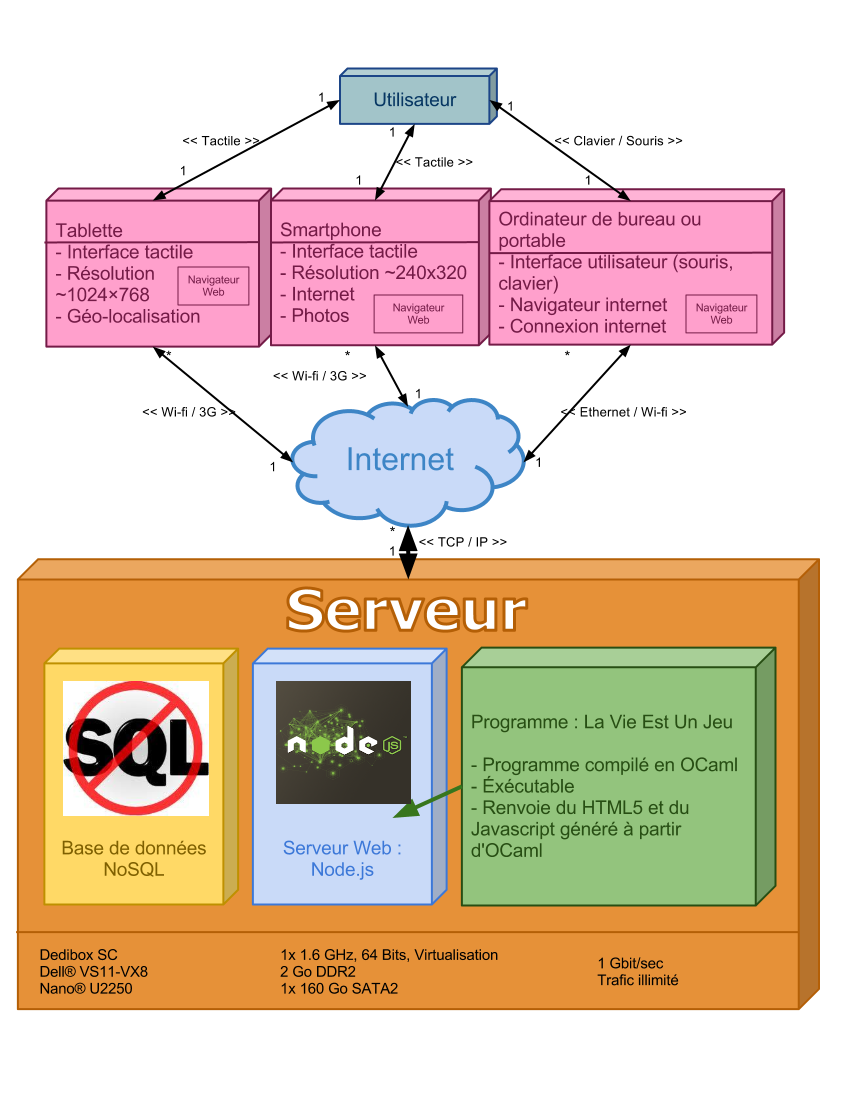 Utilisateur
1
1
1
<< Tactile >>
<< Tactile >>
<< Clavier / Souris >>
1
1
1
Tablette
- Interface tactile
- Résolution
~1024×768
- Géo-localisation
Navigateur
Web
Smartphone
- Interface tactile
- Résolution ~240x320
- Internet
- Photos
Navigateur
Web
Ordinateur de bureau ou
portable
- Interface utilisateur (souris,
clavier)
- Navigateur internet
- Connexion internet
Navigateur
Web
*
*
*
<< Wi-fi / 3G >>
<< Wi-fi / 3G >>
<< Ethernet / Wi-fi >>
1
1
1
Internet
*
1
<< TCP / IP >>
Serveur
SQL
Base de données
NoSQL
node JS
Serveur Web :
Node.js
Programme : La Vie Est Un Jeu
- Programme compilé en OCaml
- Éxécutable
- Renvoie du HTML5 et du
Javascript généré à partir
d'OCaml
Dedibox SC
Dell® VS11-VX8
Nano® U2250
1x 1.6 GHz, 64 Bits, Virtualisation
2 Go DDR2
1x 160 Go SATA2
1 Gbit/sec
Trafic illimité